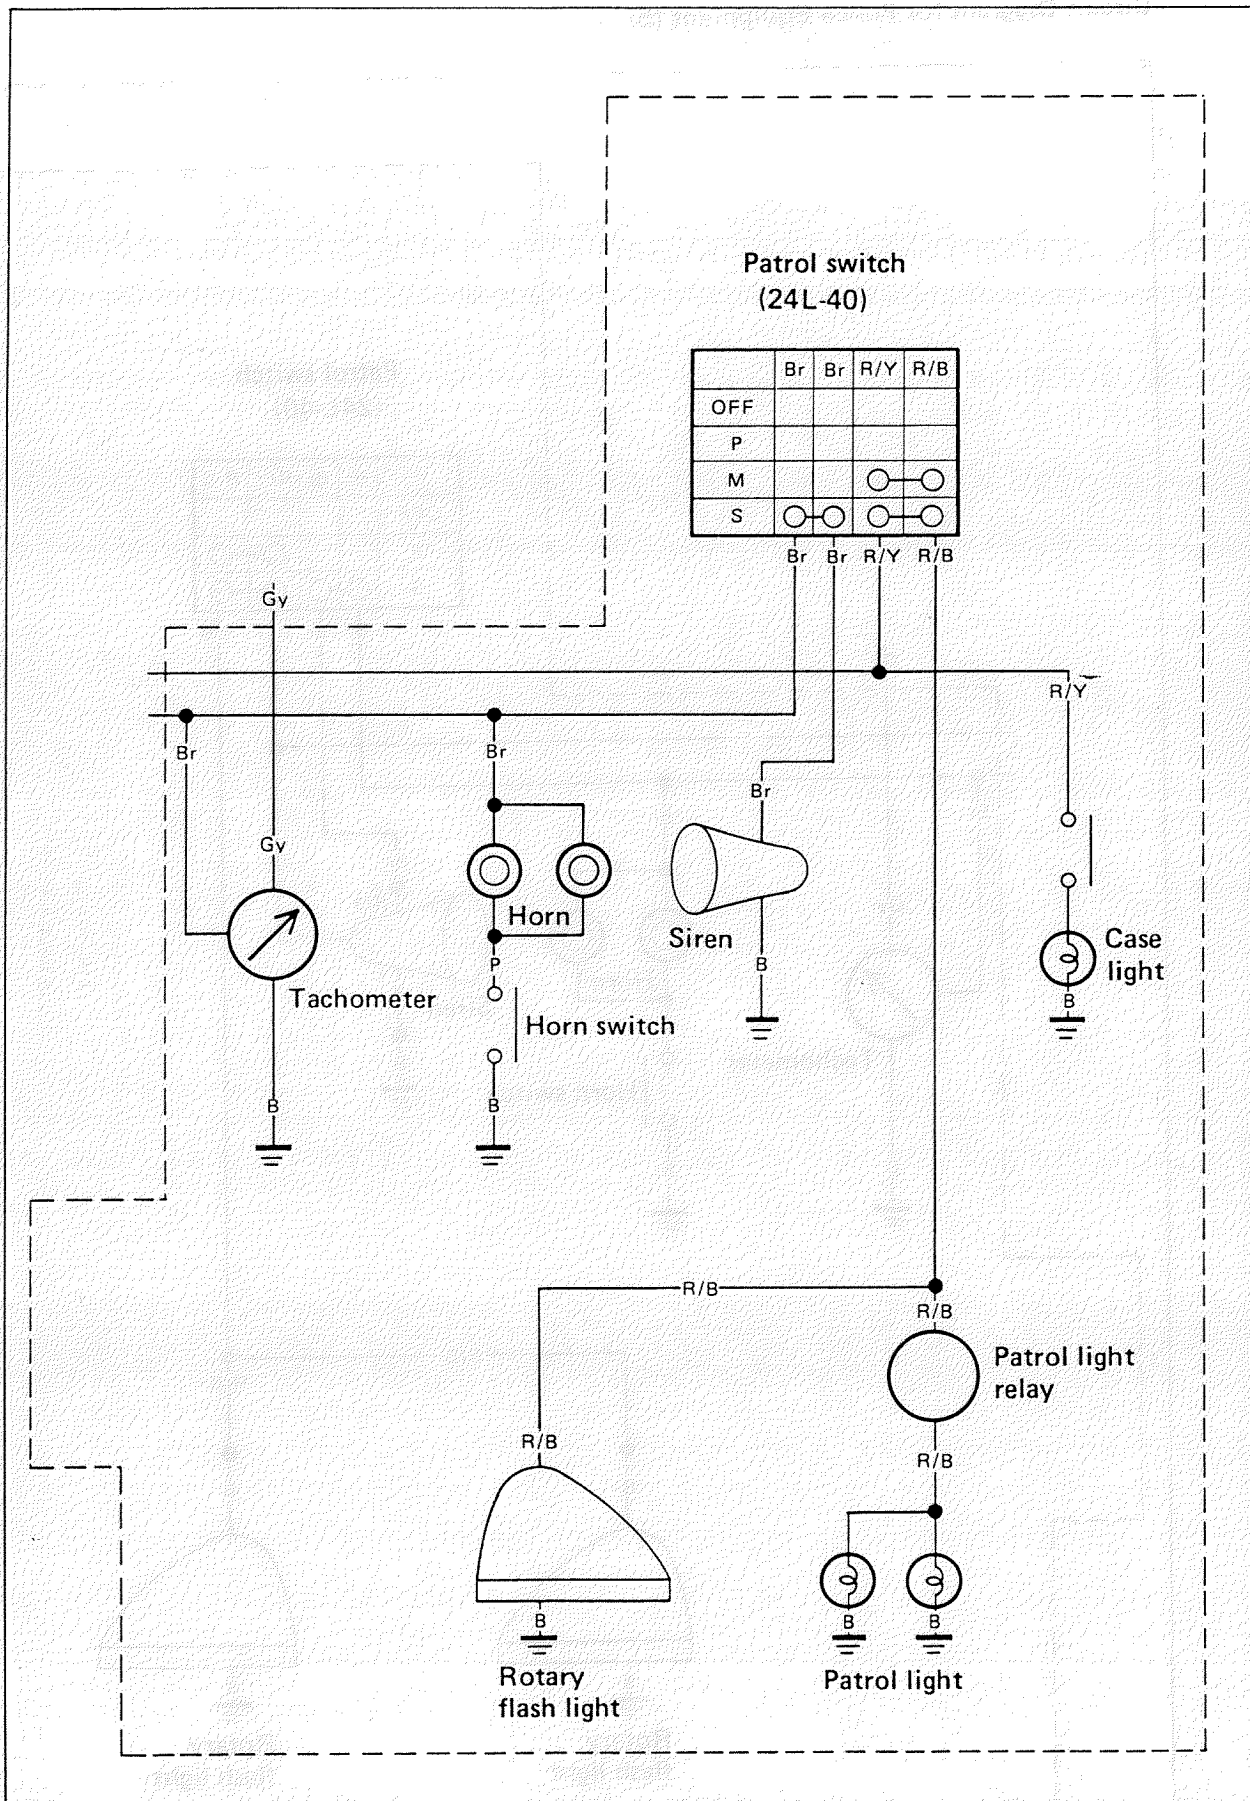 Patrol switch
(24L-40)
Br Br R/Y R/B
OFF
P
M
S
Br Br R/Y R/B
Gy
R/Y
Br
Br
Br
Gy
Horn
Siren
Case
light
P
B
B
Tachometer
Horn switch
B
B
R/B
R/B
Patrol light
relay
R/B
R/B
B
B
B
Rotary
flash light
Patrol light